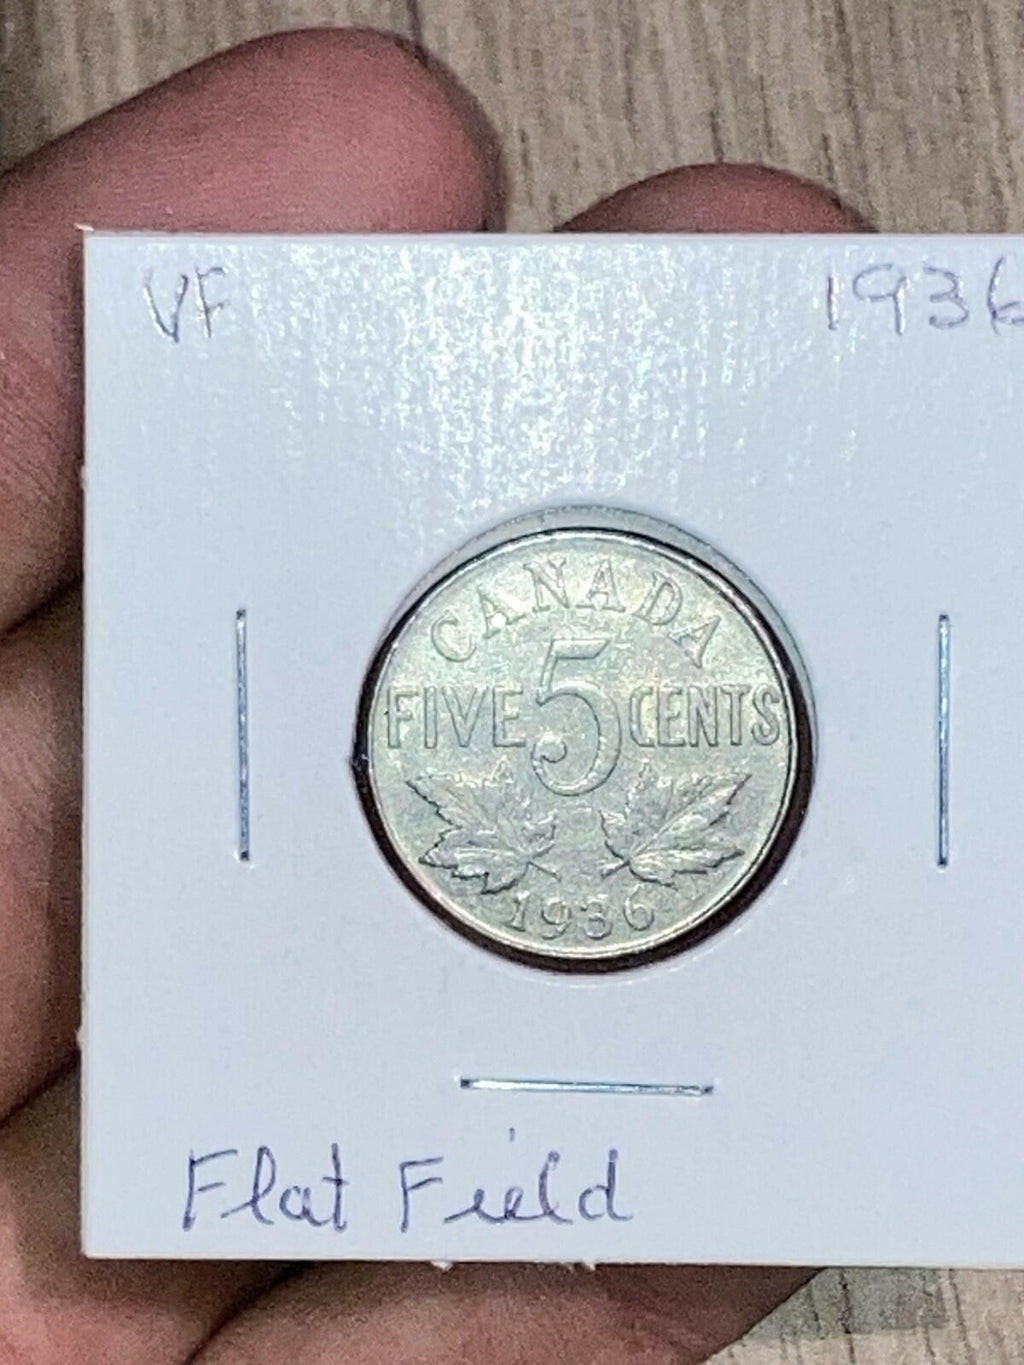 VF 1936
CANADA
FIVE 5 CENTS
1936
Flat Field